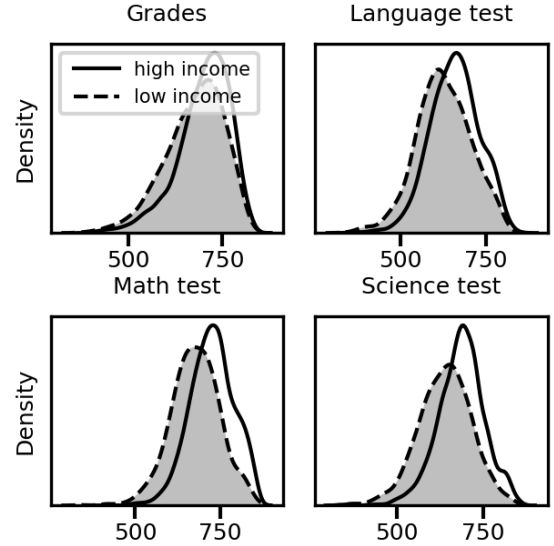 Grades
Language test
high income
low income
Density
500 750
500 750
Math test
Science test
Density
500 750
500 750